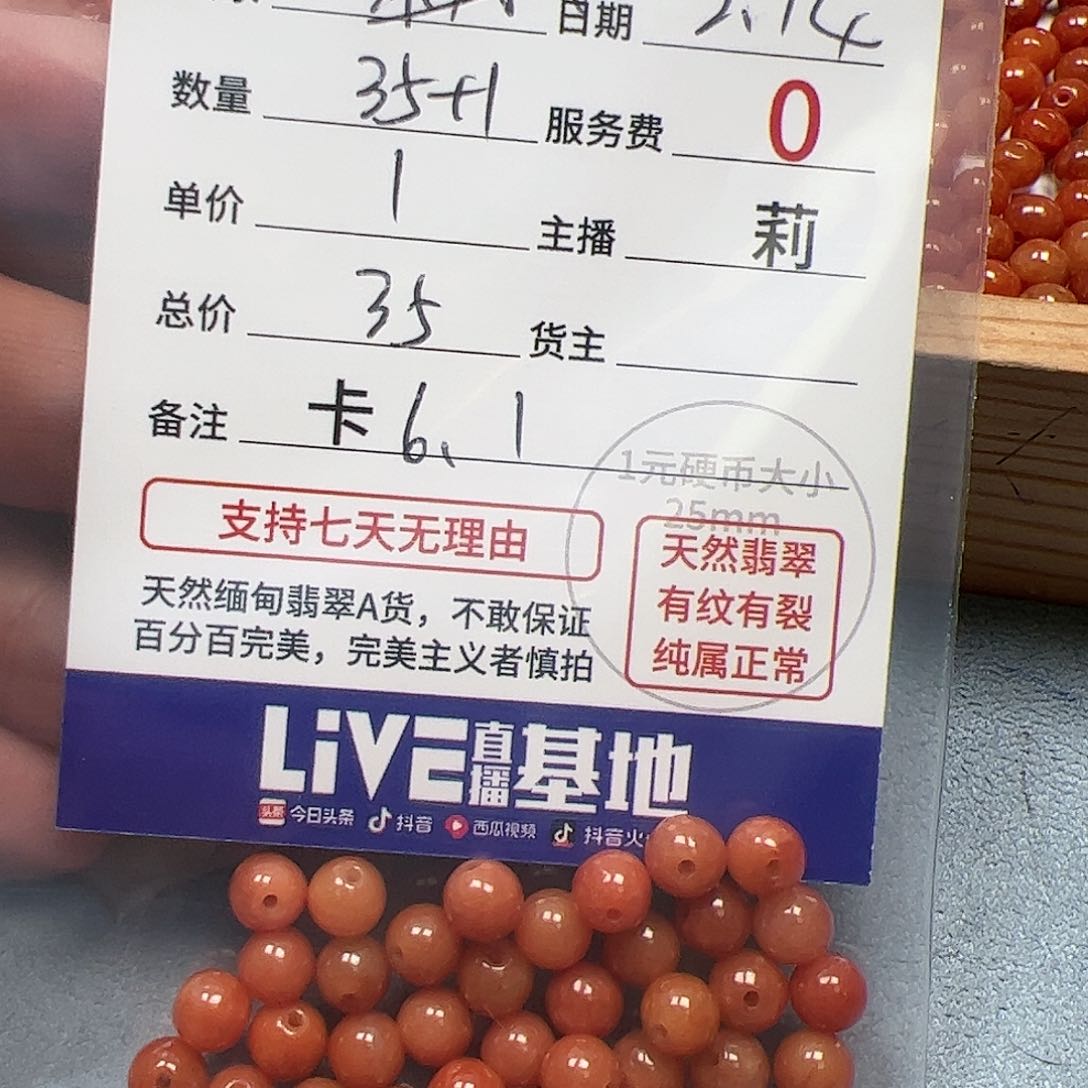 日期 2.14
数量 35+1 服务费 0
单价 1 主播 莉
总价 35 货主
备注 卡 6.1
1元硬币大小
25mm
支持七天无理由
天然翡翠
有纹有裂
纯属正常
天然缅甸翡翠A货，不敢保证
百分百完美，完美主义者慎拍
LiVE直播基地
头条 今日头条 抖音 西瓜视频 抖音火